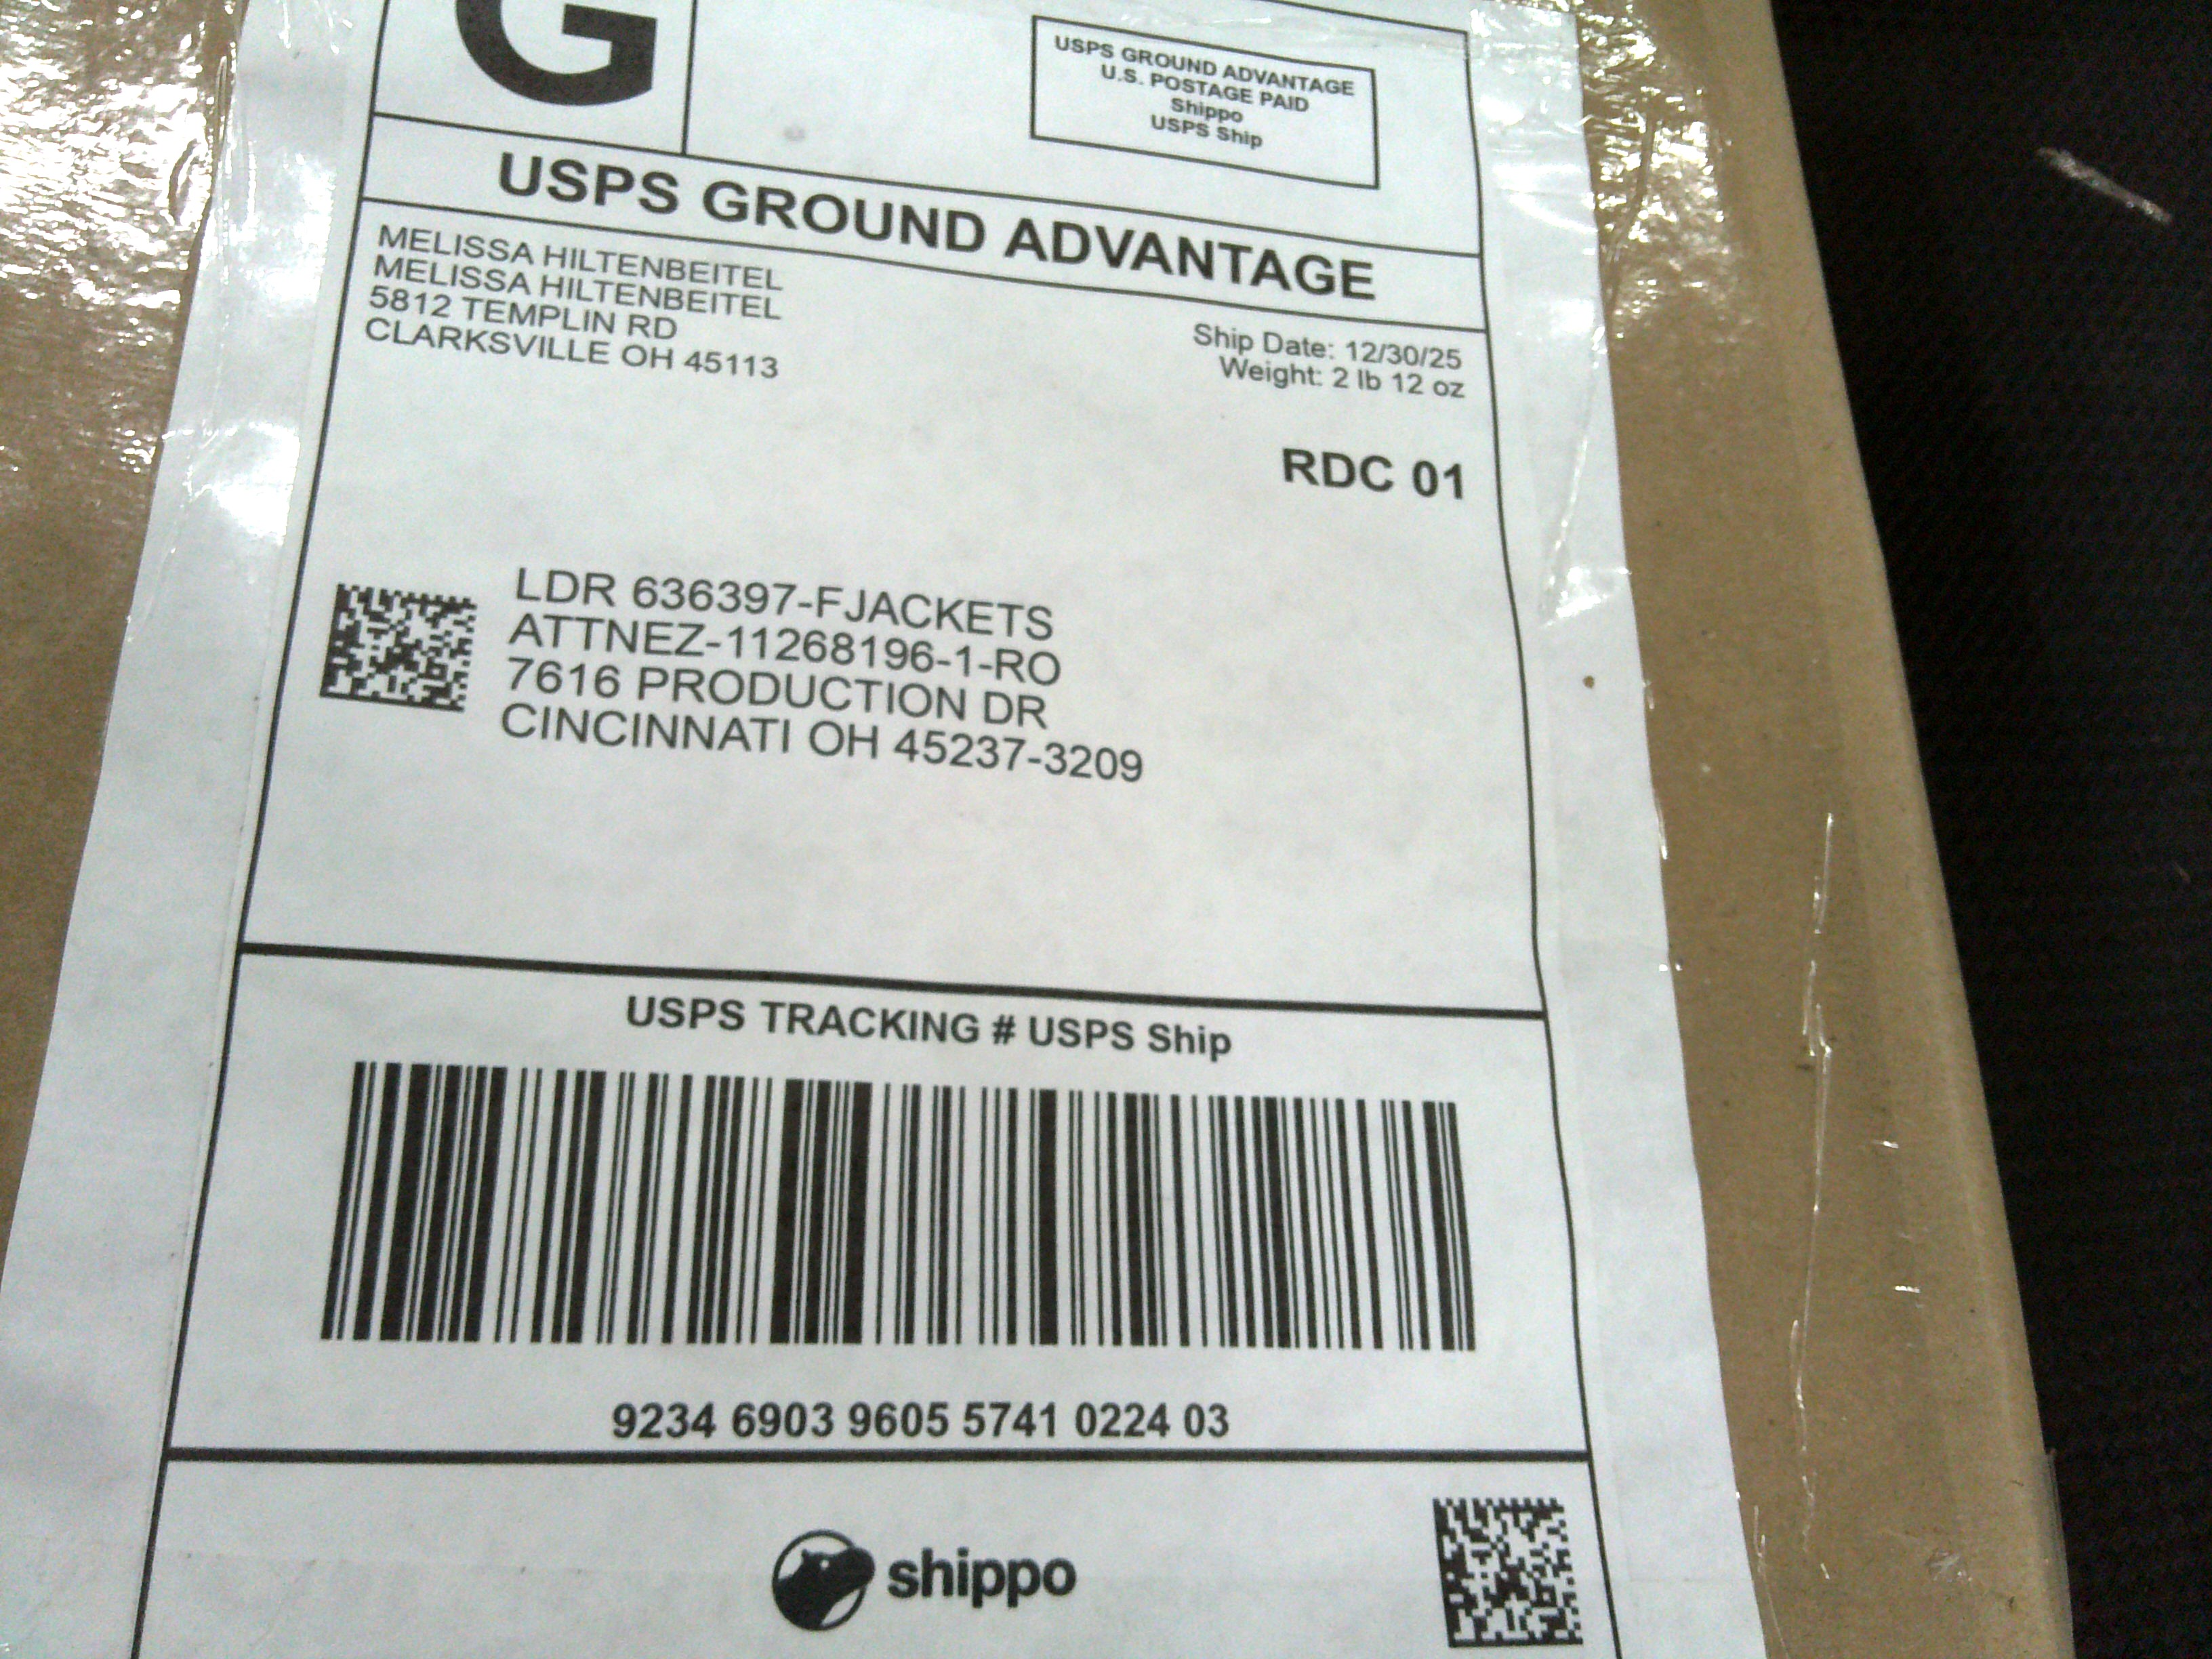 G
USPS GROUND ADVANTAGE
U.S. POSTAGE PAID
Shippo
USPS Ship
USPS GROUND ADVANTAGE
MELISSA HILTENBEITEL
MELISSA HILTENBEITEL
5812 TEMPLIN RD
CLARKSVILLE OH 45113
Ship Date: 12/30/25
Weight: 2 lb 12 oz
RDC 01
LDR 636397-FJACKETS
ATTNEZ-11268196-1-RO
7616 PRODUCTION DR
CINCINNATI OH 45237-3209
USPS TRACKING # USPS Ship
9234 6903 9605 5741 0224 03
shippo